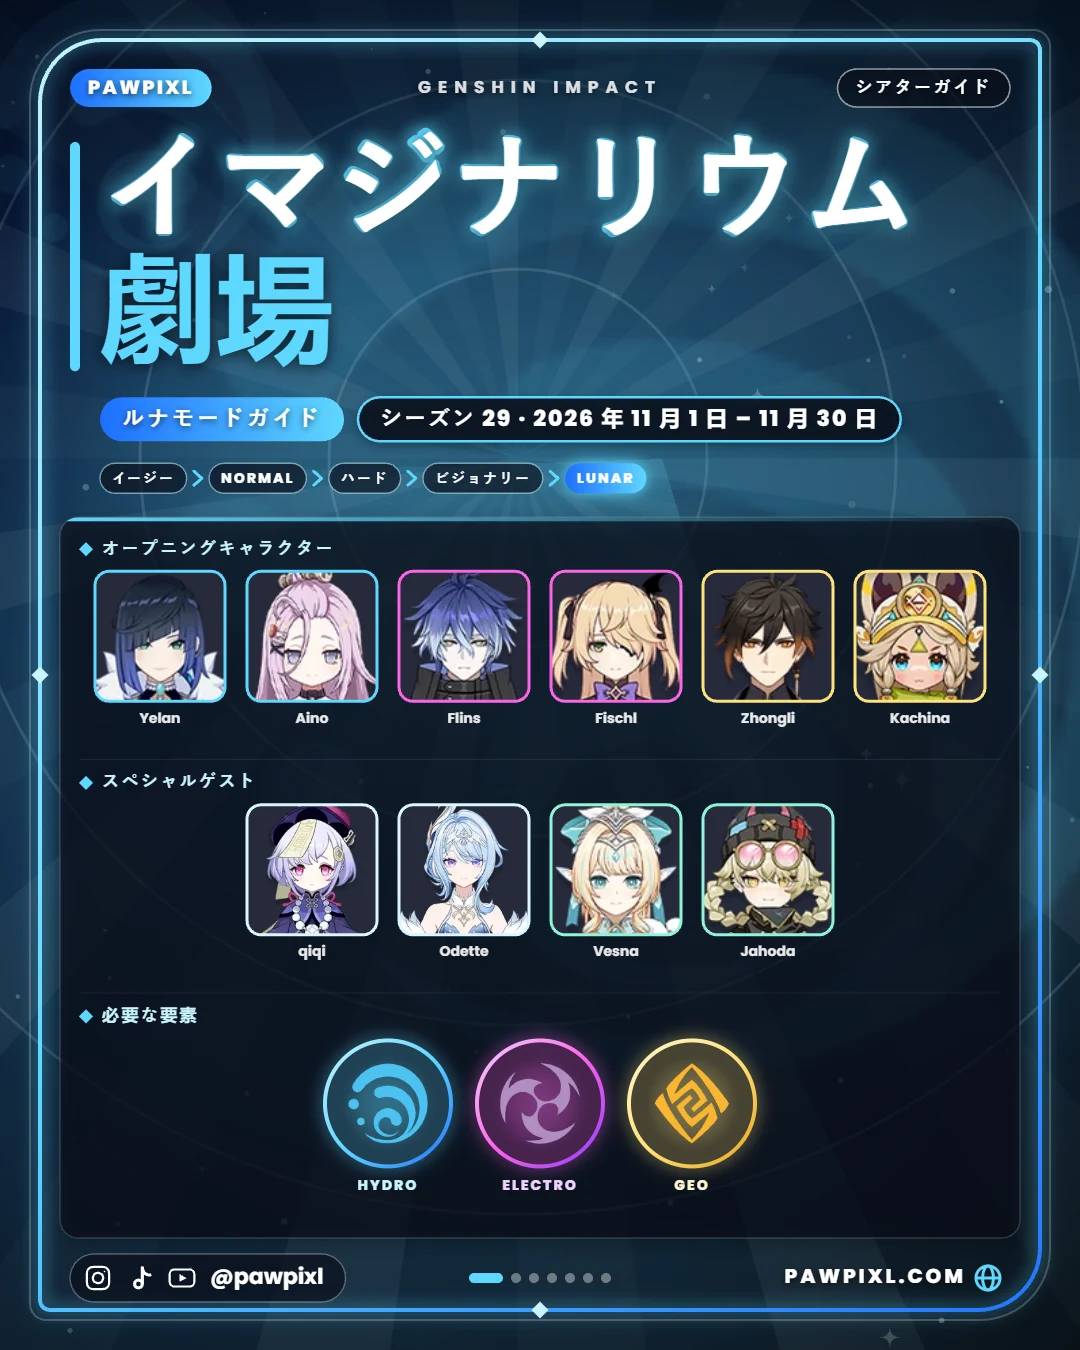 PAWPIXL
GENSHIN IMPACT
シアターガイド
イマジナリウム
劇場
ルナモードガイド
シーズン 29 · 2026 年 11 月 1 日 – 11 月 30 日
イージー
NORMAL
ハード
ビジョナリー
LUNAR
オープニングキャラクター
Yelan
Aino
Flins
Fischl
Zhongli
Kachina
スペシャルゲスト
qiqi
Odette
Vesna
Jahoda
必要な要素
HYDRO
ELECTRO
GEO
@pawpixl
PAWPIXL.COM